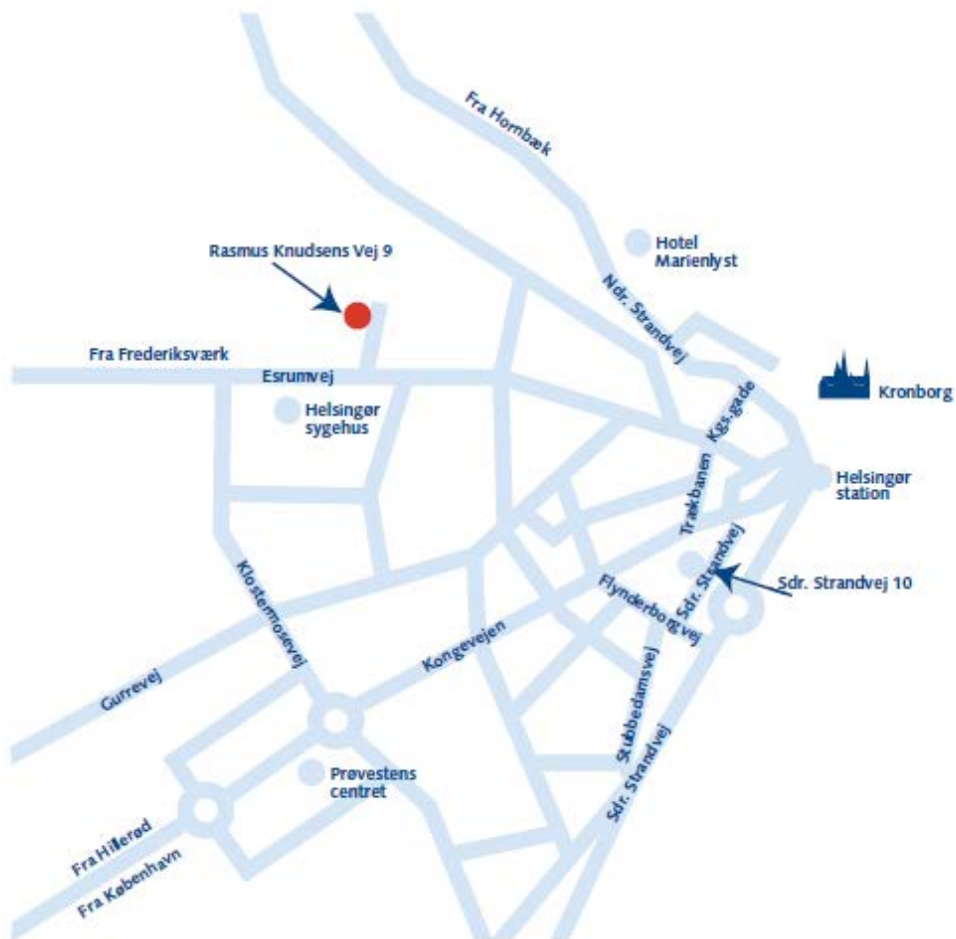 Fra Hornbæk
Hotel
Marienlyst
Rasmus Knudsens Vej 9
Ndr. Strandvej
Fra Frederiksværk
Esrumvej
Kronborg
Helsingør
sygehus
Kgs.gade
Trækbanen
Helsingør
station
Sdr. Strandvej
Sdr. Strandvej 10
Flynderborgvej
Klostermosevej
Kongevejen
Gurrevej
Stubbedamsvej
Sdr. Strandvej
Prøvestens
centret
Fra Hillerød
Fra København